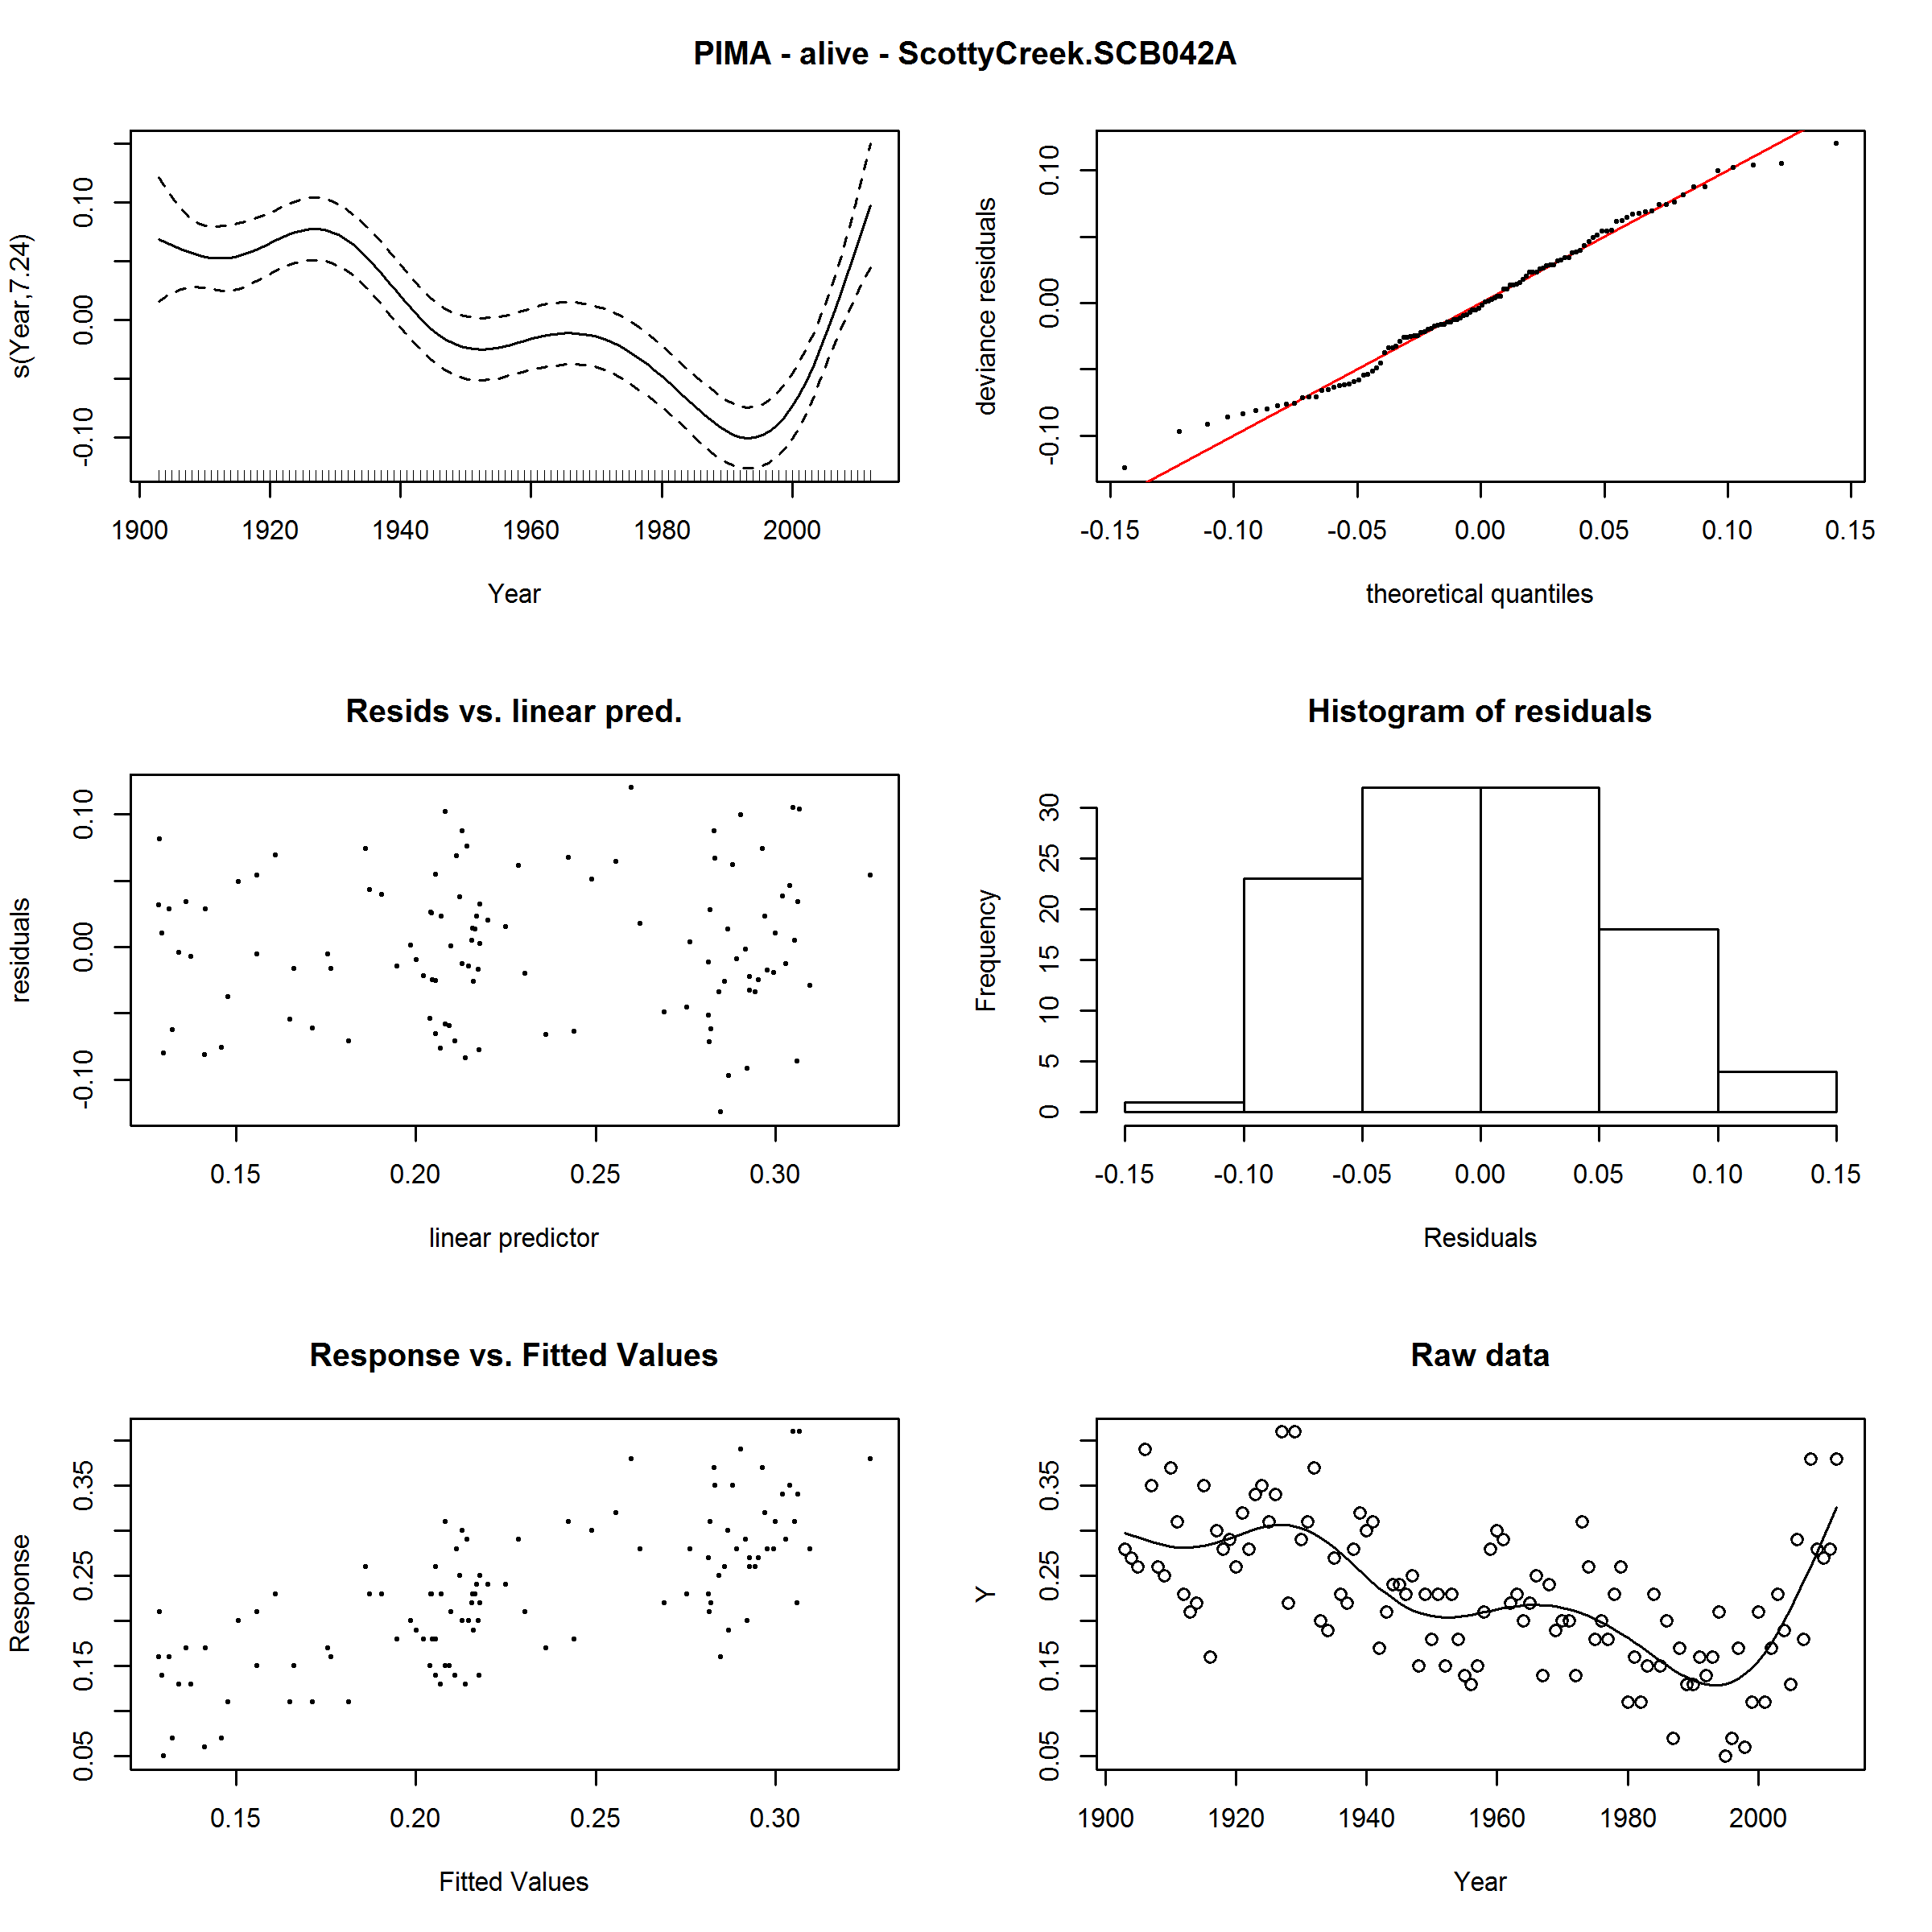 PIMA - alive - ScottyCreek.SCB042A
s(Year,7.24)
0.10
0.00
-0.10
1900 1920 1940 1960 1980 2000
Year
deviance residuals
0.10
0.00
-0.10
-0.15 -0.10 -0.05 0.00 0.05 0.10 0.15
theoretical quantiles
Resids vs. linear pred.
residuals
0.10
0.00
-0.10
0.15 0.20 0.25 0.30
linear predictor
Histogram of residuals
Frequency
30
25
20
15
10
5
0
-0.15 -0.10 -0.05 0.00 0.05 0.10 0.15
Residuals
Response vs. Fitted Values
Response
0.35
0.25
0.15
0.05
0.15 0.20 0.25 0.30
Fitted Values
Raw data
Y
0.35
0.25
0.15
0.05
1900 1920 1940 1960 1980 2000
Year